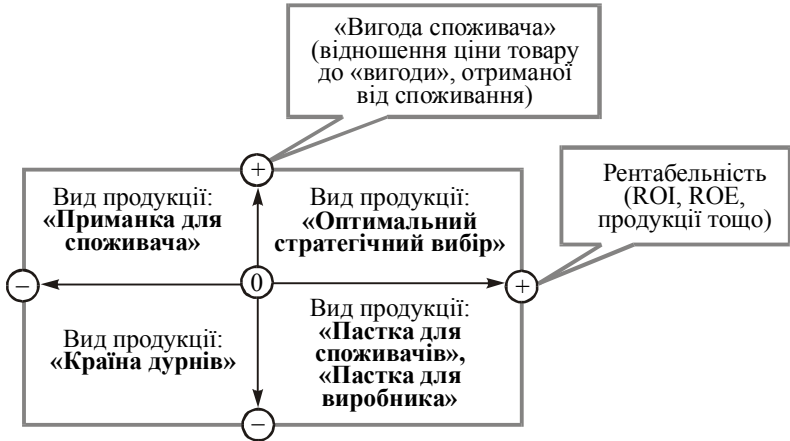 «Вигода споживача»
(відношення ціни товару
до «вигоди», отриманої
від споживання)
+
Рентабельність
(ROI, ROE,
продукції тощо)
Вид продукції:
«Приманка для
споживача»
Вид продукції:
«Оптимальний
стратегічний вибір»
−
0
+
Вид продукції:
«Країна дурнів»
Вид продукції:
«Пастка для
споживачів»,
«Пастка для
виробника»
−